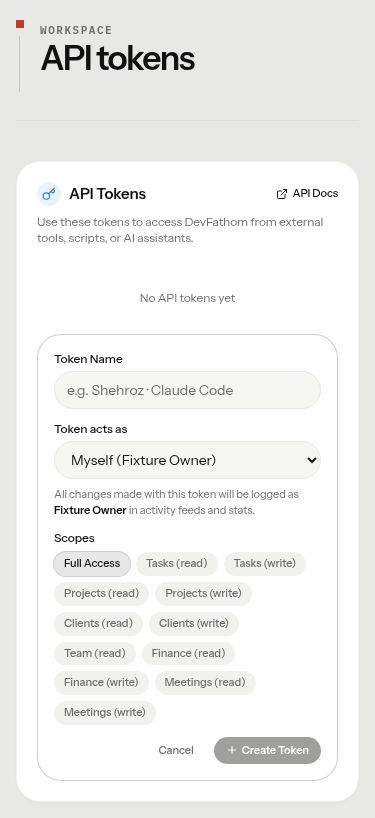 WORKSPACE
API tokens
API Tokens
API Docs
Use these tokens to access DevFathom from external
tools, scripts, or AI assistants.
No API tokens yet
Token Name
e.g. Shehroz · Claude Code
Token acts as
Myself (Fixture Owner)
All changes made with this token will be logged as
Fixture Owner in activity feeds and stats.
Scopes
Full Access Tasks (read) Tasks (write)
Projects (read) Projects (write)
Clients (read) Clients (write)
Team (read) Finance (read)
Finance (write) Meetings (read)
Meetings (write)
Cancel + Create Token